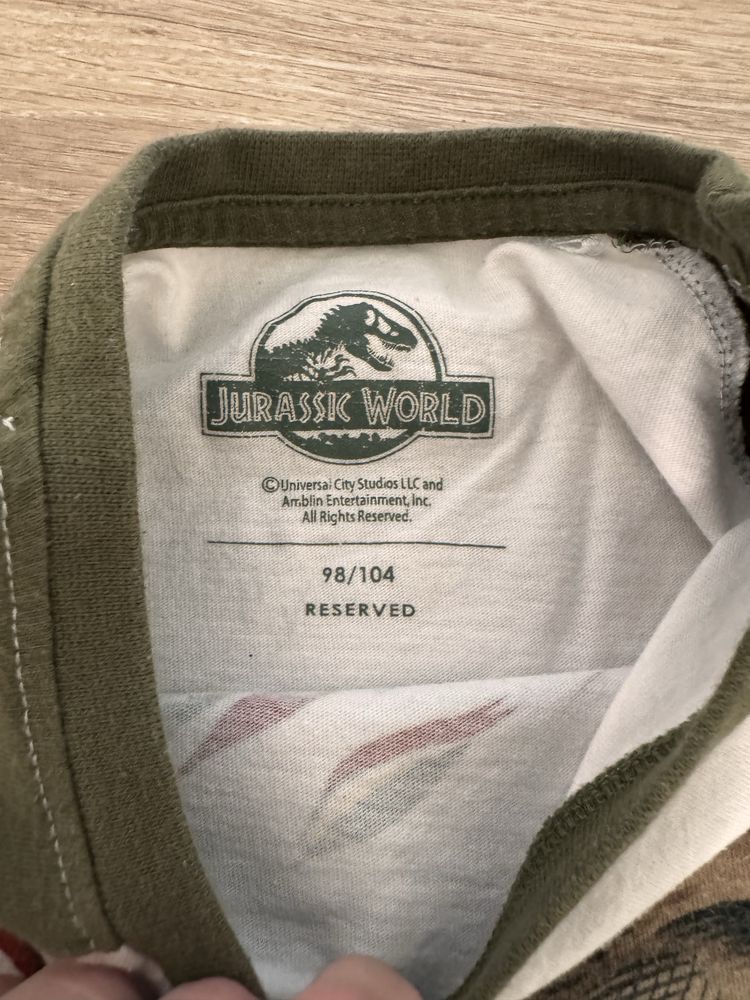 JURASSIC WORLD
©Universal City Studios LLC and
Amblin Entertainment, Inc.
All Rights Reserved.
98/104
RESERVED